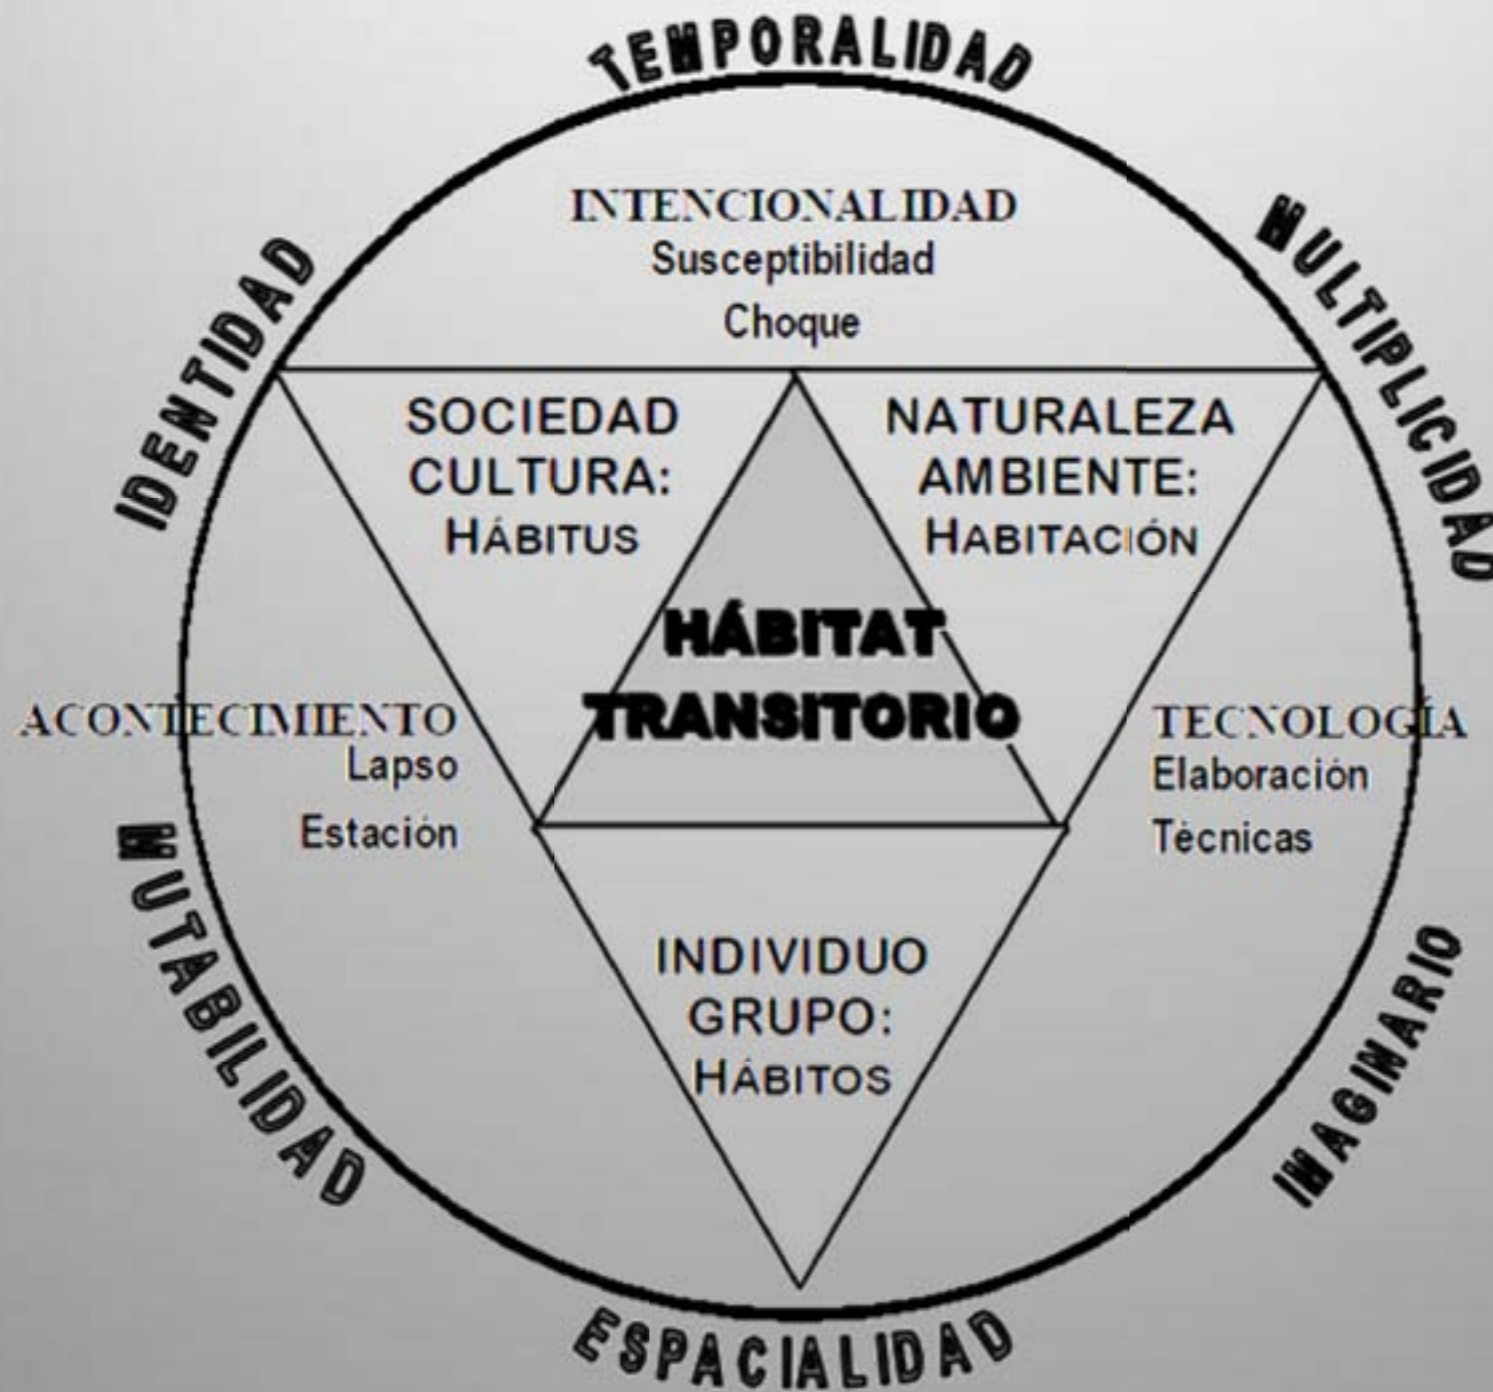 TEMPORALIDAD
IDENTIDAD
MULTIPLICIDAD
INTENCIONALIDAD
Susceptibilidad
Choque
SOCIEDAD
CULTURA:
HÁBITUS
NATURALEZA
AMBIENTE:
HABITACIÓN
HÁBITAT
TRANSITORIO
ACONTECIMIENTO
Lapso
Estación
TECNOLOGÍA
Elaboración
Técnicas
INDIVIDUO
GRUPO:
HÁBITOS
MUTABILIDAD
IMAGINARIO
ESPACIALIDAD